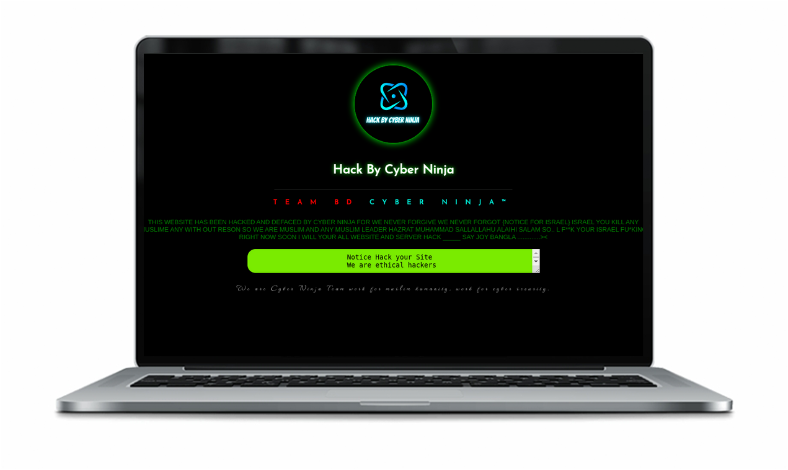 HACK BY CYBER NINJA
Hack By Cyber Ninja
TEAM BD CYBER NINJA™
THIS WEBSITE HAS BEEN HACKED AND DEFACED BY CYBER NINJA FOR WE NEVER FORGIVE WE NEVER FORGOT (NOTICE FOR ISRAEL) ISRAEL YOU KILL ANY
USLIME ANY WITH OUT RESON SO WE ARE MUSLIM AND ANY MUSLIM LEADER HAZRAT MUHAMMAD SALLALLAHU ALAIHI SALAM SO.. L F**K YOUR ISRAEL FU*KIN
RIGHT NOW SOON I WILL YOUR ALL WEBSITE AND SERVER HACK _____ SAY JOY BANGLA
Notice Hack your Site
We are ethical hackers
We are Cyber Ninja Team work for muslim humanity, work for cyber security.